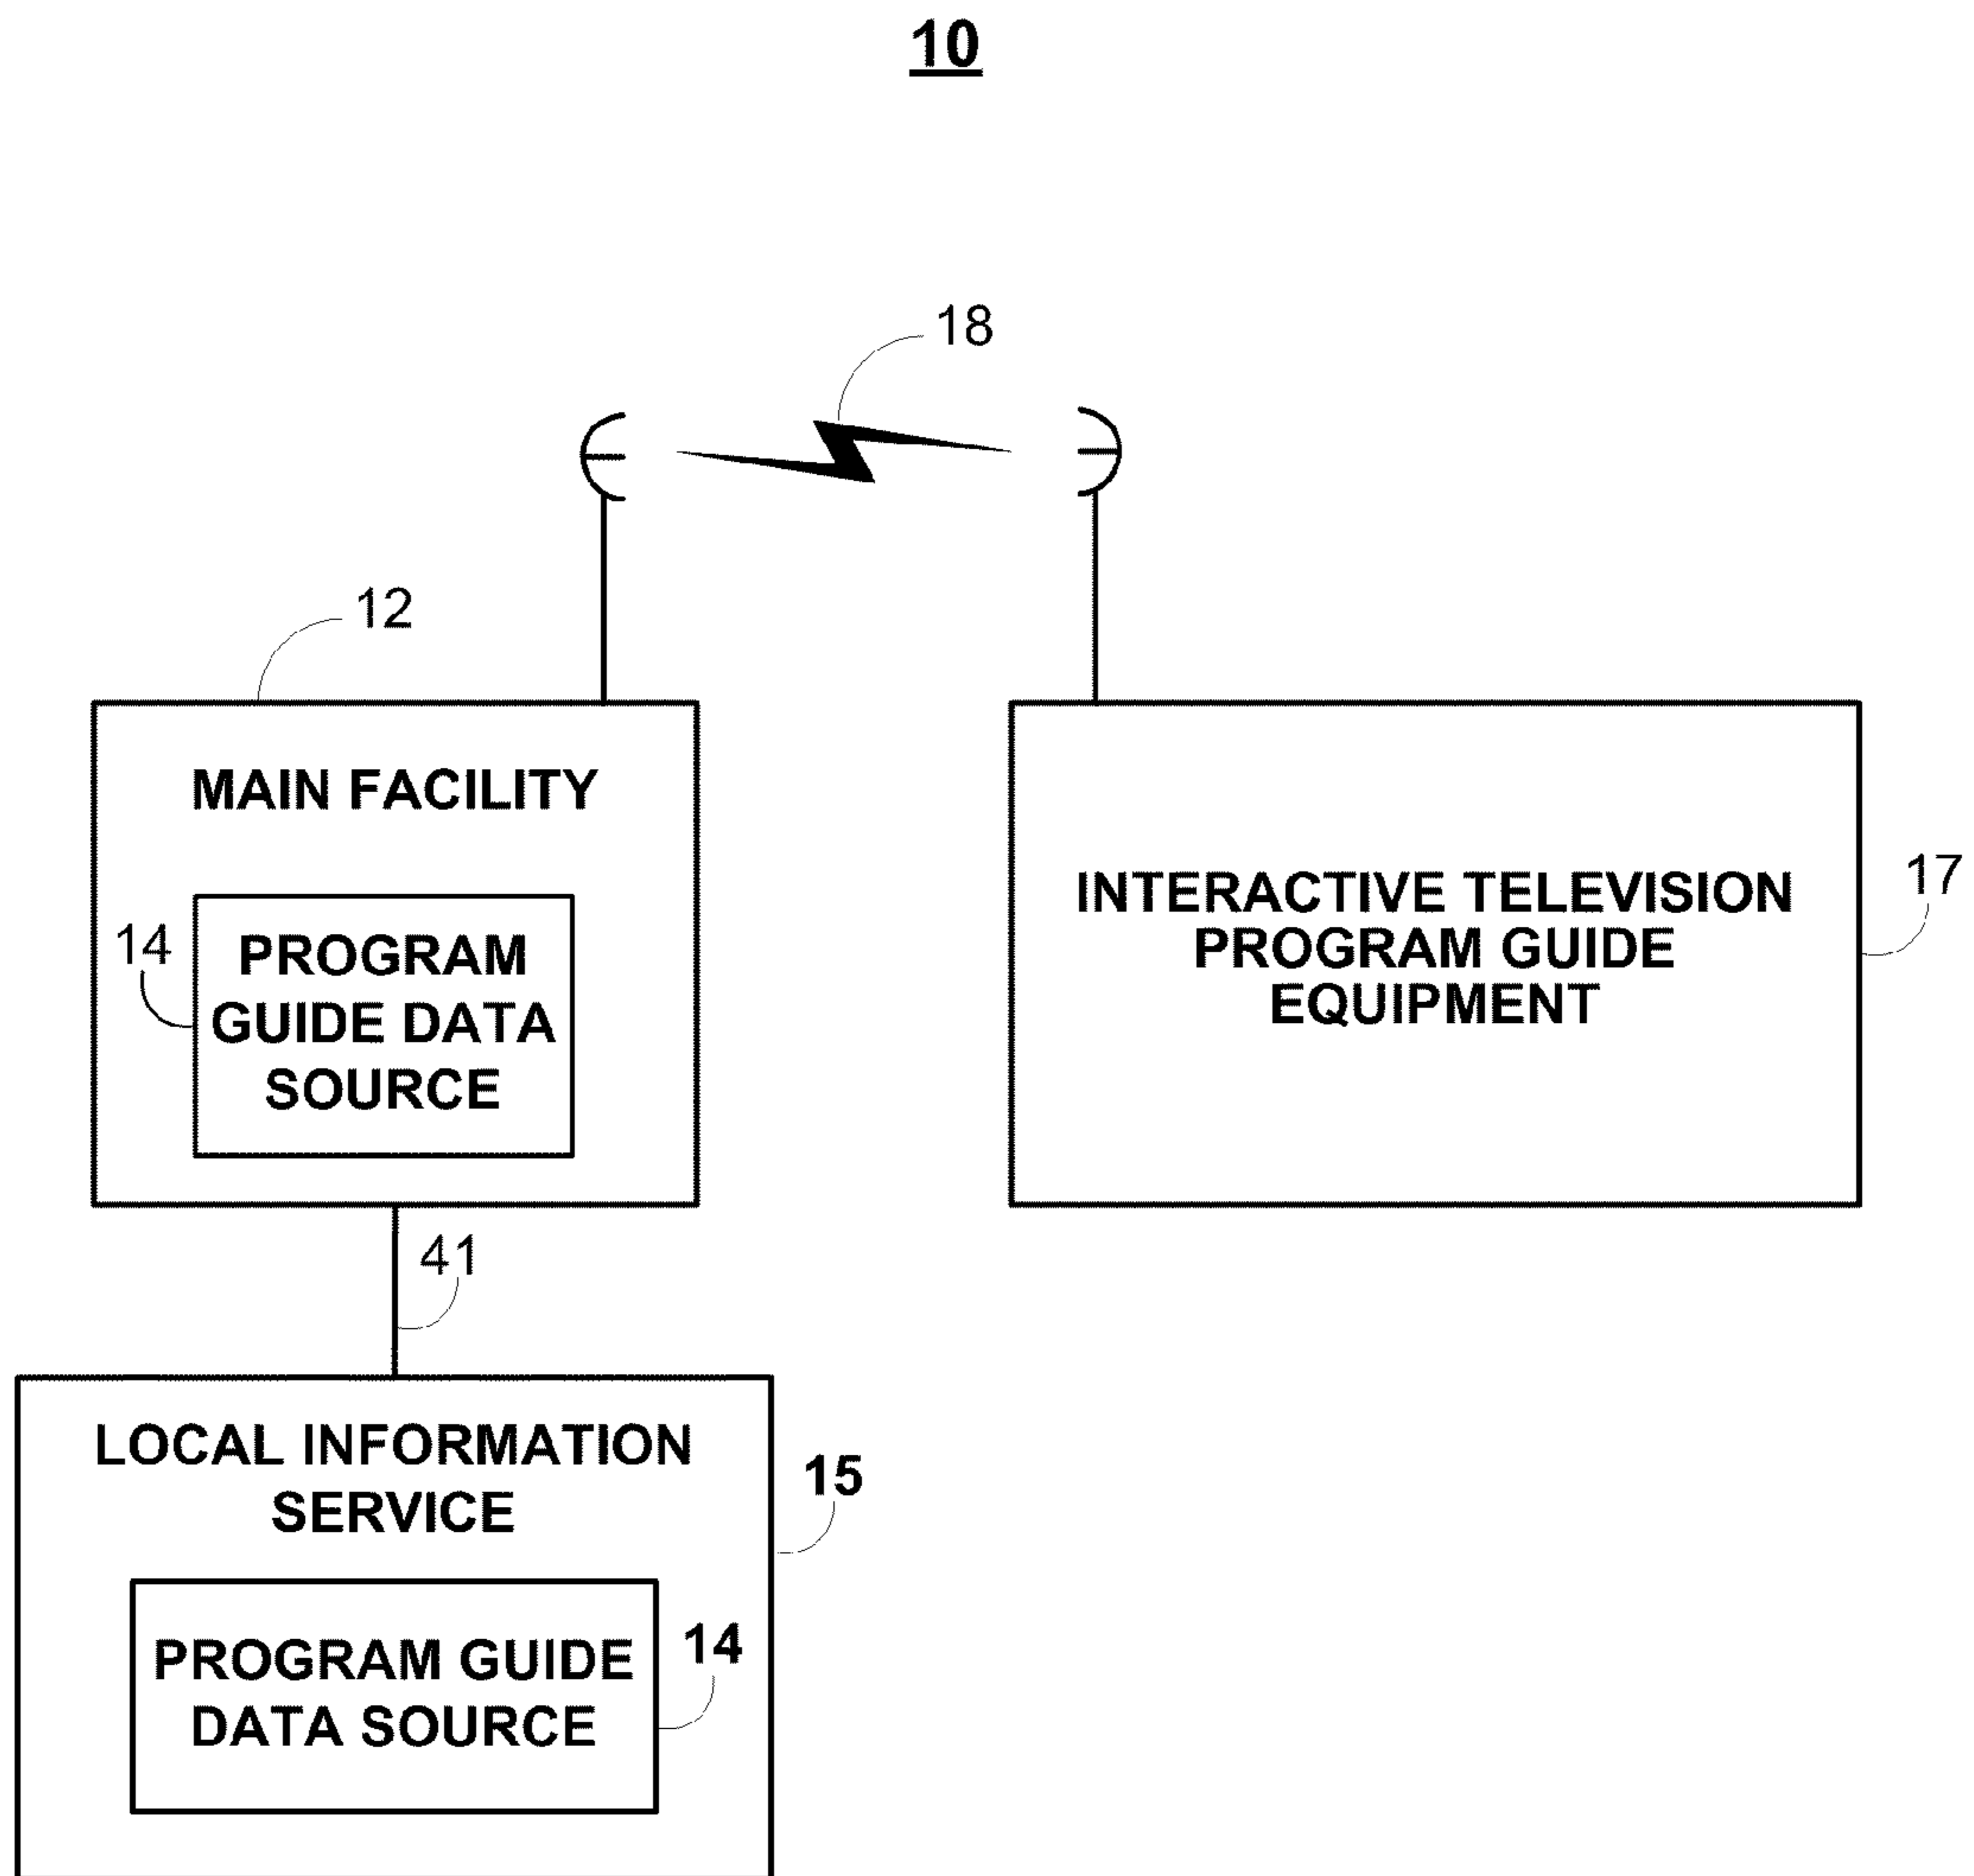 10
18
12
MAIN FACILITY
14
PROGRAM
GUIDE DATA
SOURCE
INTERACTIVE TELEVISION
PROGRAM GUIDE
EQUIPMENT
17
41
LOCAL INFORMATION
SERVICE
15
PROGRAM GUIDE
DATA SOURCE
14